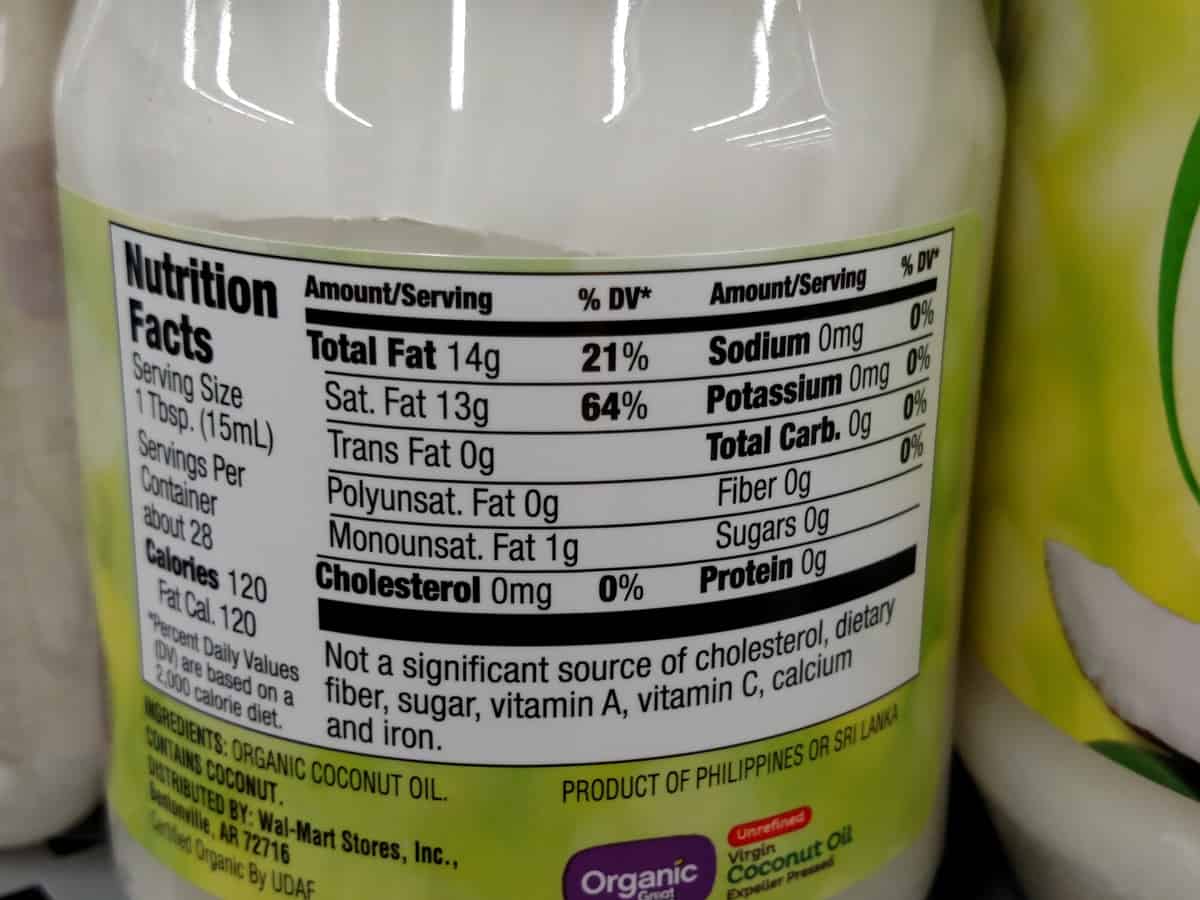 Nutrition
Facts
Serving Size
1 Tbsp. (15mL)
Servings Per
Container
about 28
Calories 120
Fat Cal. 120
*Percent Daily Values
(DV) are based on a
2,000 calorie diet.
Amount/Serving % DV* Amount/Serving % DV*
Total Fat 14g 21% Sodium 0mg 0%
Sat. Fat 13g 64% Potassium 0mg 0%
Trans Fat 0g Total Carb. 0g 0%
Polyunsat. Fat 0g Fiber 0g 0%
Monounsat. Fat 1g Sugars 0g
Cholesterol 0mg 0% Protein 0g
Not a significant source of cholesterol, dietary
fiber, sugar, vitamin A, vitamin C, calcium
and iron.
INGREDIENTS: ORGANIC COCONUT OIL.
CONTAINS COCONUT.
DISTRIBUTED BY: Wal-Mart Stores, Inc.,
Bentonville, AR 72716
Certified Organic By UDAF
PRODUCT OF PHILIPPINES OR SRI LANKA
Organic
Great
Unrefined
Virgin
Coconut Oil
Expeller Pressed